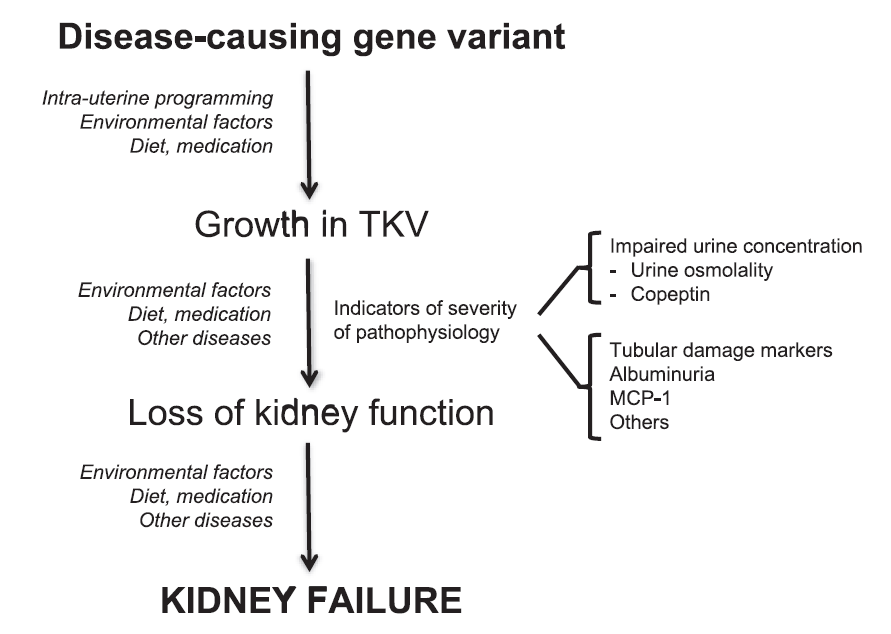 Disease-causing gene variant
Intra-uterine programming
Environmental factors
Diet, medication
Growth in TKV
Environmental factors
Diet, medication
Other diseases
Indicators of severity
of pathophysiology
Impaired urine concentration
- Urine osmolality
- Copeptin
Tubular damage markers
Albuminuria
MCP-1
Others
Loss of kidney function
Environmental factors
Diet, medication
Other diseases
KIDNEY FAILURE